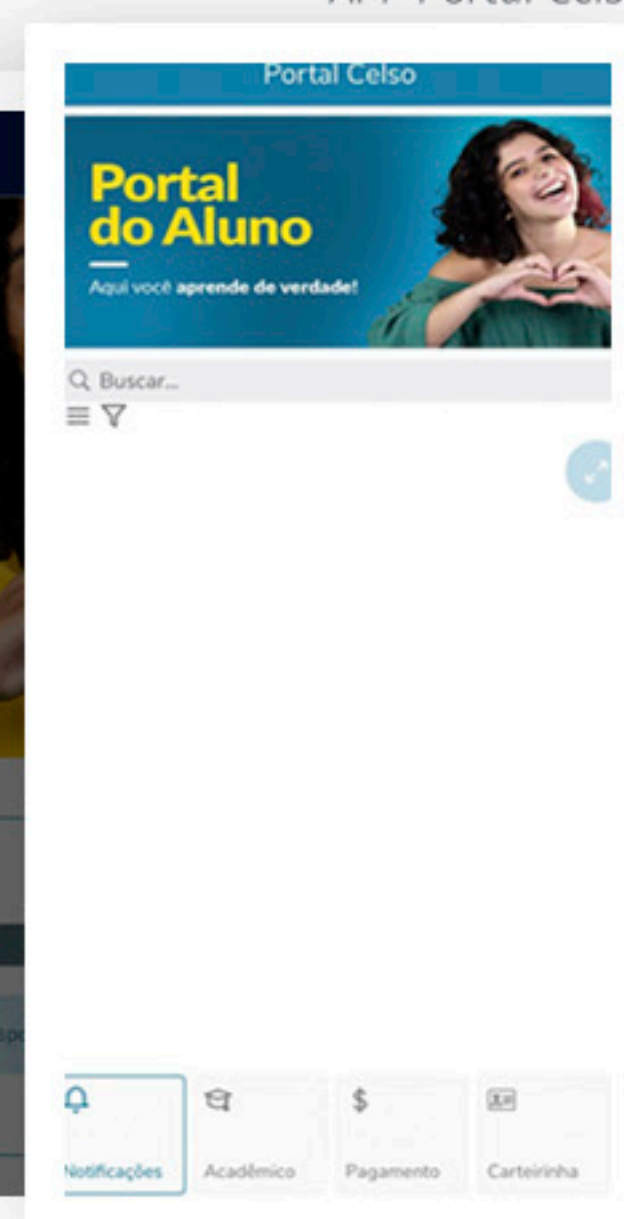 Portal Celso
Portal
do Aluno
Aqui você aprende de verdade!
Buscar...
Notificações
Acadêmico
Pagamento
Carteirinha